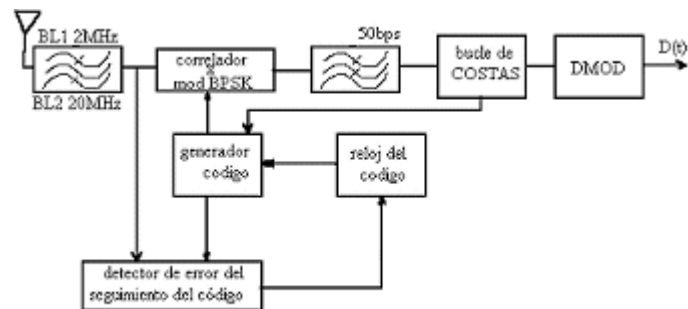 BL1 2MHz
BL2 20MHz
correlador
2
mod BPSK
50bps
bucle de
COSTAS
DMOD
D(t)
generador
codigo
reloj del
codigo
detector de error del
seguimiento del código